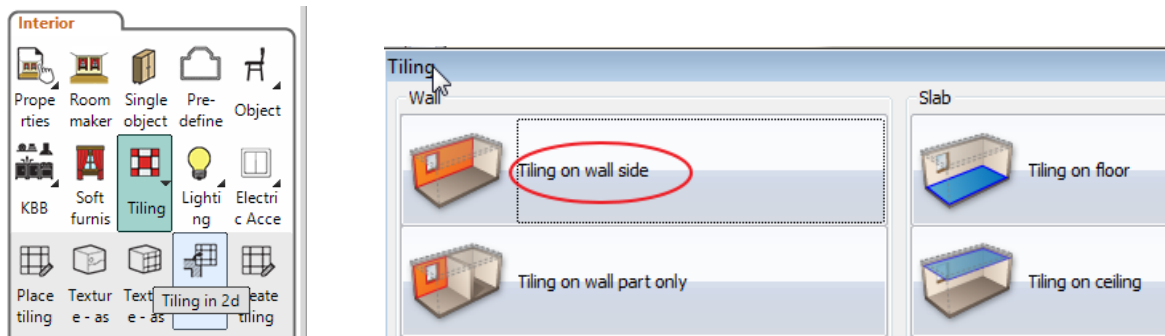 Interior
Prope Room Single Pre- Object
rties maker object define
KBB Soft furnis Tiling Lighti ng Electri c Acce
Place Textur Text eate
tiling e - as e - as tiling
Tiling in 2d
Tiling
Wall
Tiling on wall side
Tiling on wall part only
Slab
Tiling on floor
Tiling on ceiling